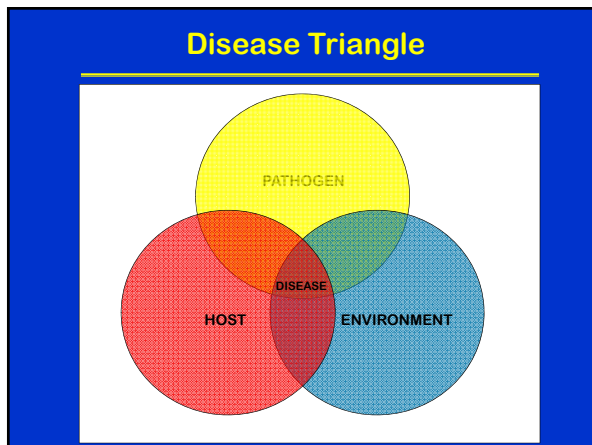 Disease Triangle
PATHOGEN
DISEASE
HOST
ENVIRONMENT